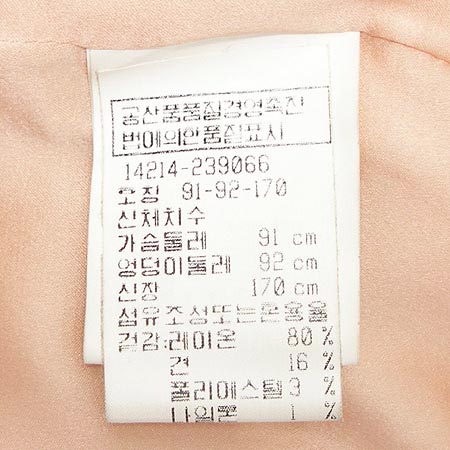 공산품품질경영촉진
법에의한품질표시
14214-239066
호칭 91-92-170
신체치수
가슴둘레 91 cm
엉덩이둘레 92 cm
신장 170 cm
섬유조성또는혼용율
겉감:레이온 80 %
견 16 %
폴리에스텔 3 %
나일론 1 %